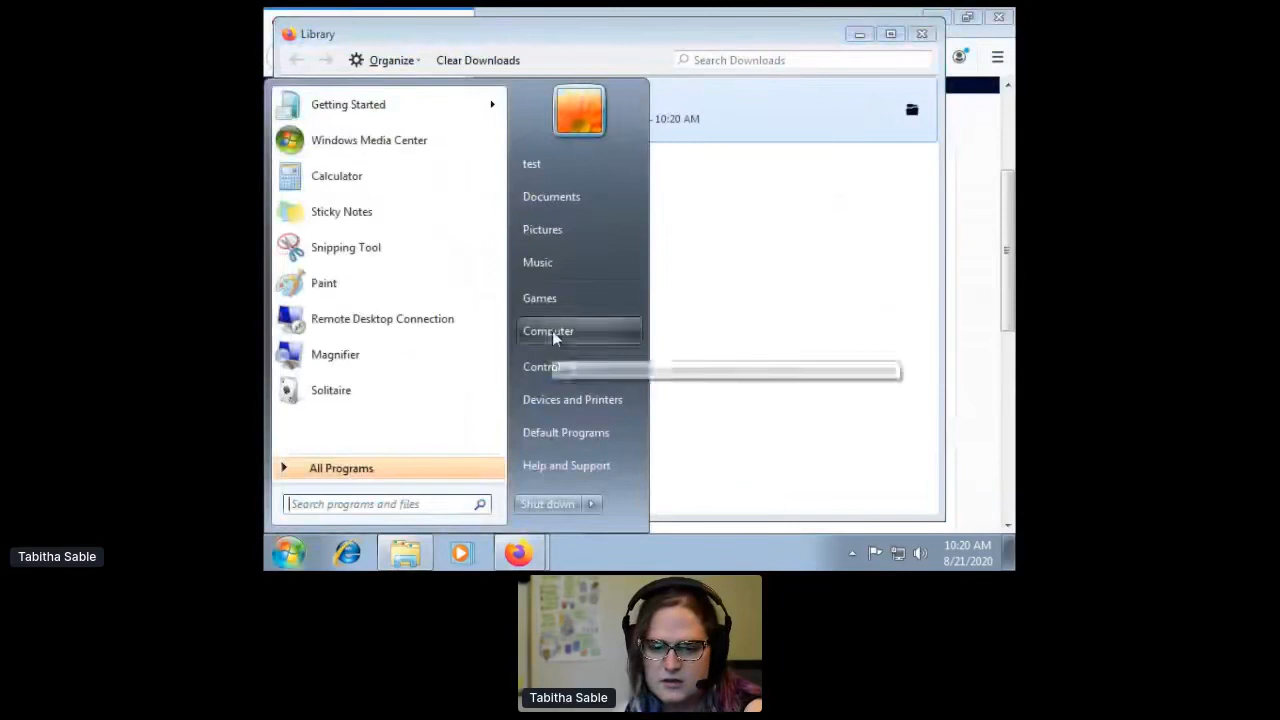 Library
Organize
Clear Downloads
Search Downloads
- 10:20 AM
Getting Started
Windows Media Center
Calculator
Sticky Notes
Snipping Tool
Paint
Remote Desktop Connection
Magnifier
Solitaire
All Programs
Search programs and files
test
Documents
Pictures
Music
Games
Computer
Devices and Printers
Default Programs
Help and Support
Shut down
10:20 AM
8/21/2020
Tabitha Sable
Tabitha Sable